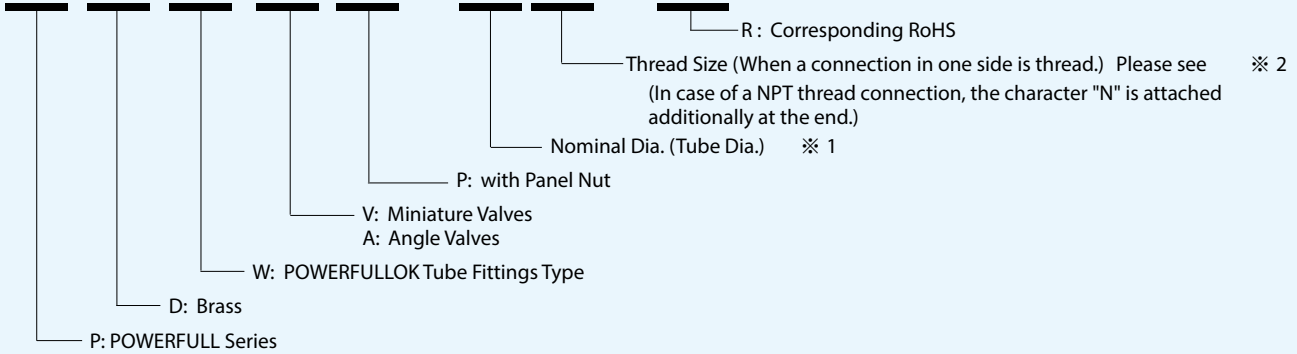 R : Corresponding RoHS
Thread Size (When a connection in one side is thread.) Please see ※ 2
(In case of a NPT thread connection, the character "N" is attached
additionally at the end.)
Nominal Dia. (Tube Dia.) ※ 1
P: with Panel Nut
V: Miniature Valves
A: Angle Valves
W: POWERFULLOK Tube Fittings Type
D: Brass
P: POWERFULL Series